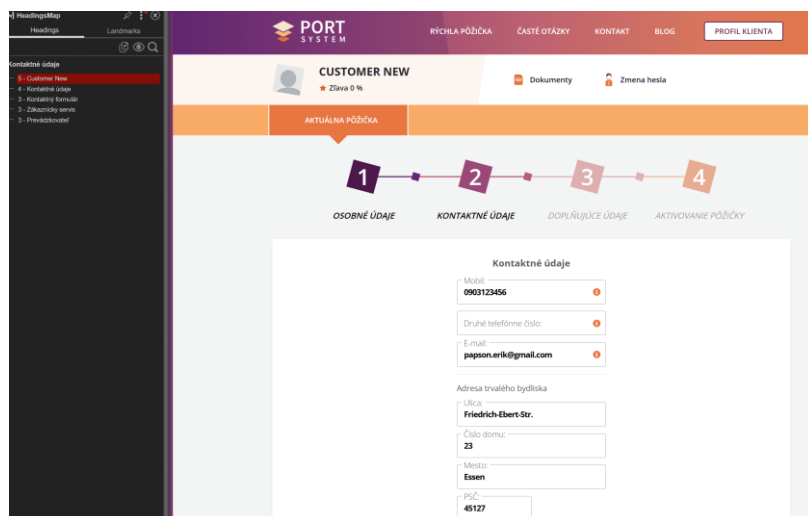 HeadingsMap
Headings Landmarks
Kontaktné údaje
5 - Customer New
4 - Kontaktné údaje
3 - Kontaktný formulár
3 - Zákaznícky servis
3 - Prevádzkovateľ
PORT
SYSTEM
RÝCHLA PÔŽIČKA ČASTÉ OTÁZKY KONTAKT BLOG PROFIL KLIENTA
CUSTOMER NEW
Zľava 0 %
Dokumenty Zmena hesla
AKTUÁLNA PÔŽIČKA
1 2 3 4
OSOBNÉ ÚDAJE KONTAKTNÉ ÚDAJE DOPLŇUJÚCE ÚDAJE AKTIVOVANIE PÔŽIČKY
Kontaktné údaje
Mobil:
0903123456
Druhé telefónne číslo:
E-mail:
papson.erik@gmail.com
Adresa trvalého bydliska
Ulica:
Friedrich-Ebert-Str.
Číslo domu:
23
Mesto:
Essen
PSČ:
45127